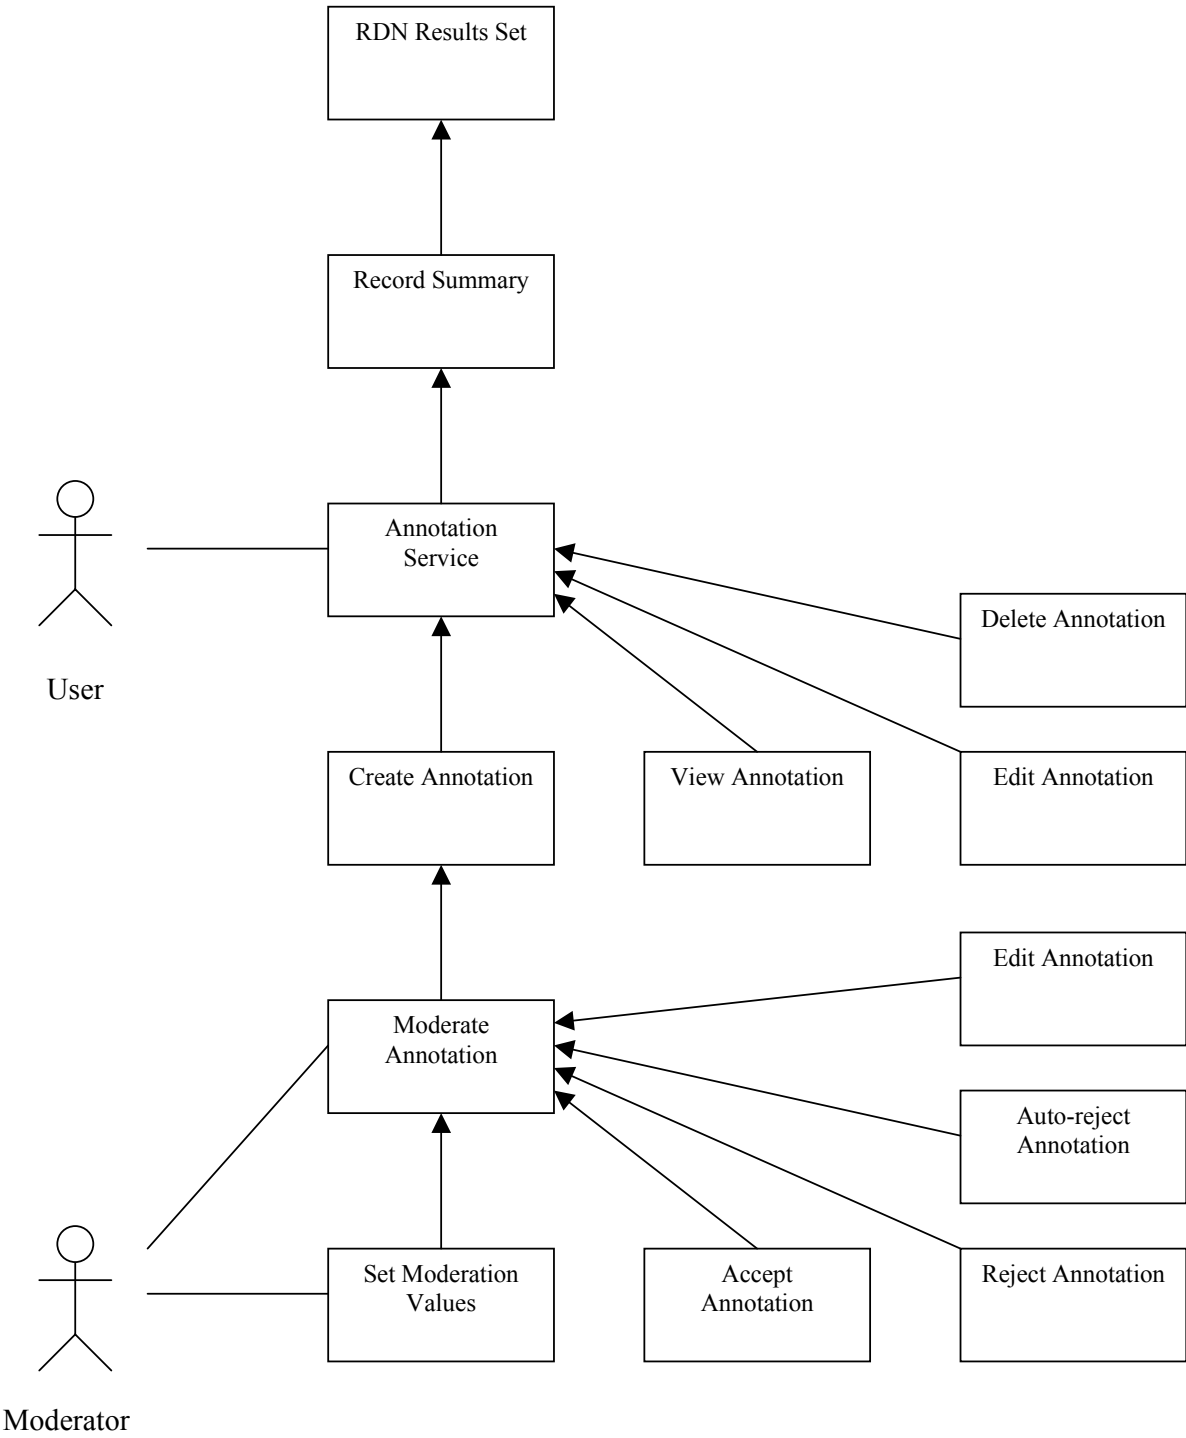 RDN Results Set
Record Summary
Annotation
Service
Delete Annotation
User
Create Annotation
View Annotation
Edit Annotation
Edit Annotation
Moderate
Annotation
Auto-reject
Annotation
Set Moderation
Values
Accept
Annotation
Reject Annotation
Moderator